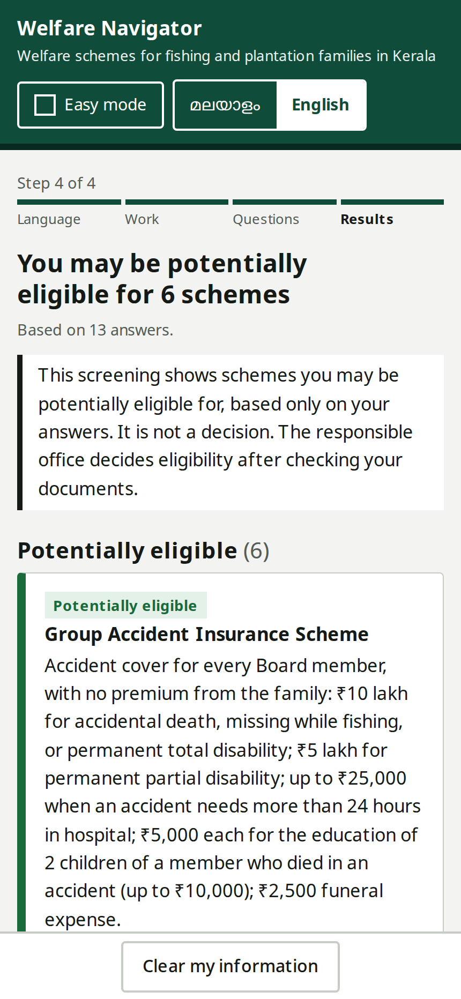 Welfare Navigator
Welfare schemes for fishing and plantation families in Kerala
Easy mode
മലയാളം
English
Step 4 of 4
Language
Work
Questions
Results
You may be potentially
eligible for 6 schemes
Based on 13 answers.
This screening shows schemes you may be
potentially eligible for, based only on your
answers. It is not a decision. The responsible
office decides eligibility after checking your
documents.
Potentially eligible (6)
Potentially eligible
Group Accident Insurance Scheme
Accident cover for every Board member,
with no premium from the family: ₹10 lakh
for accidental death, missing while fishing,
or permanent total disability; ₹5 lakh for
permanent partial disability; up to ₹25,000
when an accident needs more than 24 hours
in hospital; ₹5,000 each for the education of
2 children of a member who died in an
accident (up to ₹10,000); ₹2,500 funeral
expense.
Clear my information